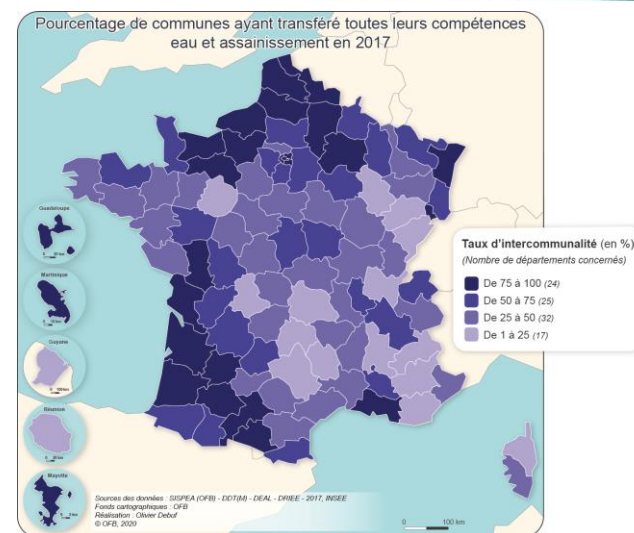 Pourcentage de communes ayant transféré toutes leurs compétences
eau et assainissement en 2017
Guadeloupe
Martinique
Guyane
Réunion
Mayotte
Taux d'intercommunalité (en %)
(Nombre de départements concernés)
De 75 à 100 (24)
De 50 à 75 (25)
De 25 à 50 (32)
De 1 à 25 (17)
Sources des données : SISPEA (OFB) - DDT(M) - DEAL - DRIEE - 2017, INSEE
Fonds cartographiques : OFB
Réalisation : Olivier Debuf
© OFB, 2020
0 100 km